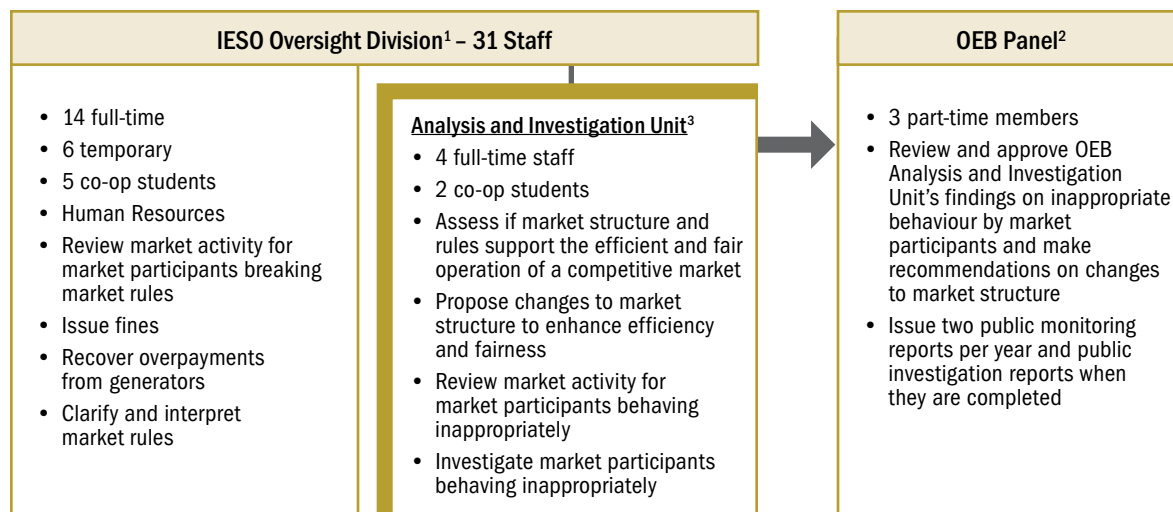 IESO Oversight Division¹ – 31 Staff
• 14 full-time
• 6 temporary
• 5 co-op students
• Human Resources
• Review market activity for
market participants breaking
market rules
• Issue fines
• Recover overpayments
from generators
• Clarify and interpret
market rules
Analysis and Investigation Unit³
• 4 full-time staff
• 2 co-op students
• Assess if market structure and
rules support the efficient and fair
operation of a competitive market
• Propose changes to market
structure to enhance efficiency
and fairness
• Review market activity for
market participants behaving
inappropriately
• Investigate market participants
behaving inappropriately
OEB Panel²
• 3 part-time members
• Review and approve OEB
Analysis and Investigation
Unit’s findings on inappropriate
behaviour by market
participants and make
recommendations on changes
to market structure
• Issue two public monitoring
reports per year and public
investigation reports when
they are completed